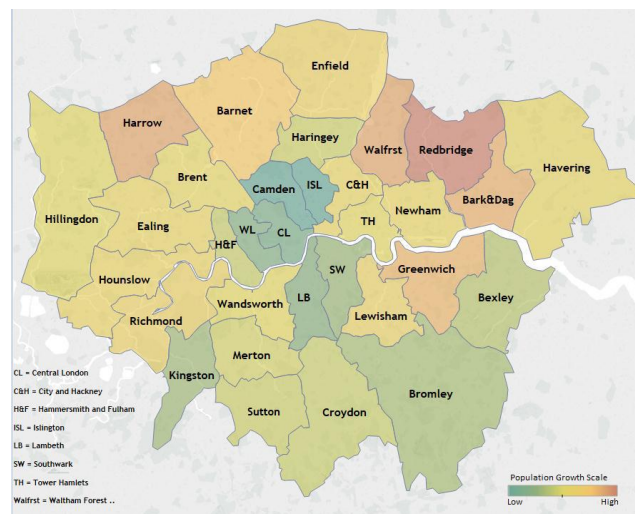 Enfield
Barnet
Harrow
Haringey
Walfrst
Redbridge
Havering
Brent
Camden
ISL
C&H
Bark&Dag
Hillingdon
Ealing
WL
CL
TH
Newham
H&F
Hounslow
SW
Greenwich
Richmond
Wandsworth
LB
Lewisham
Bexley
Merton
Kingston
Bromley
Sutton
Croydon
CL = Central London
C&H = City and Hackney
H&F = Hammersmith and Fulham
ISL = Islington
LB = Lambeth
SW = Southwark
TH = Tower Hamlets
Walfrst = Waltham Forest ..
Population Growth Scale
Low High